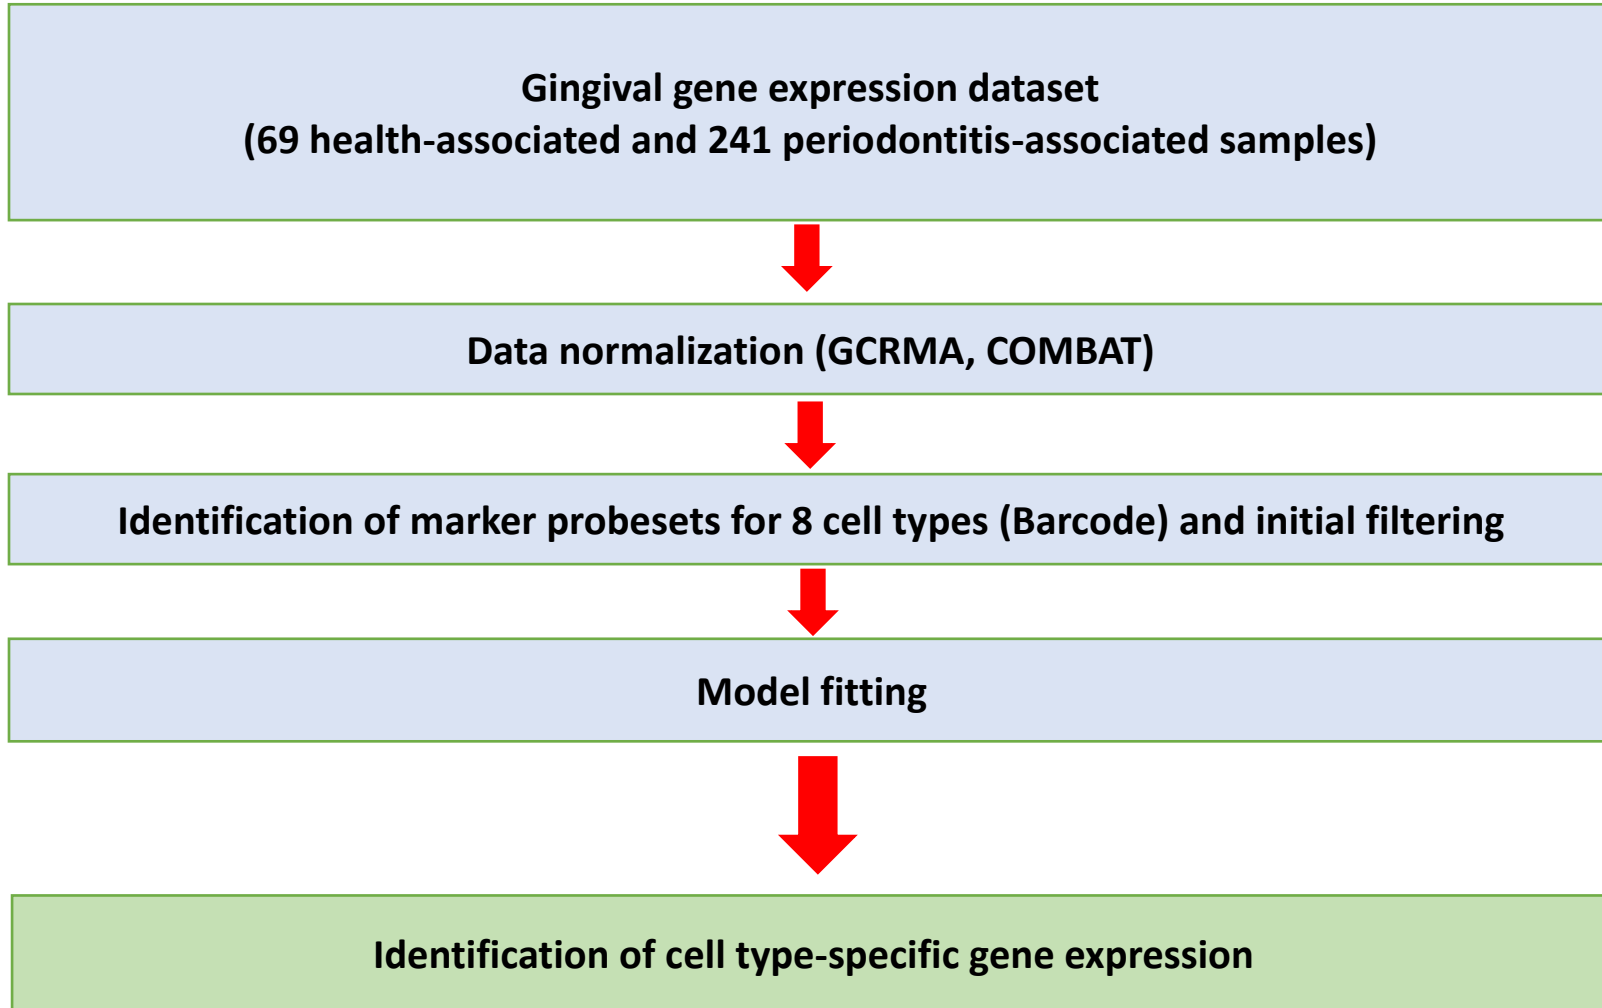 Gingival gene expression dataset
(69 health-associated and 241 periodontitis-associated samples)
Data normalization (GCRMA, COMBAT)
Identification of marker probesets for 8 cell types (Barcode) and initial filtering
Model fitting
Identification of cell type-specific gene expression